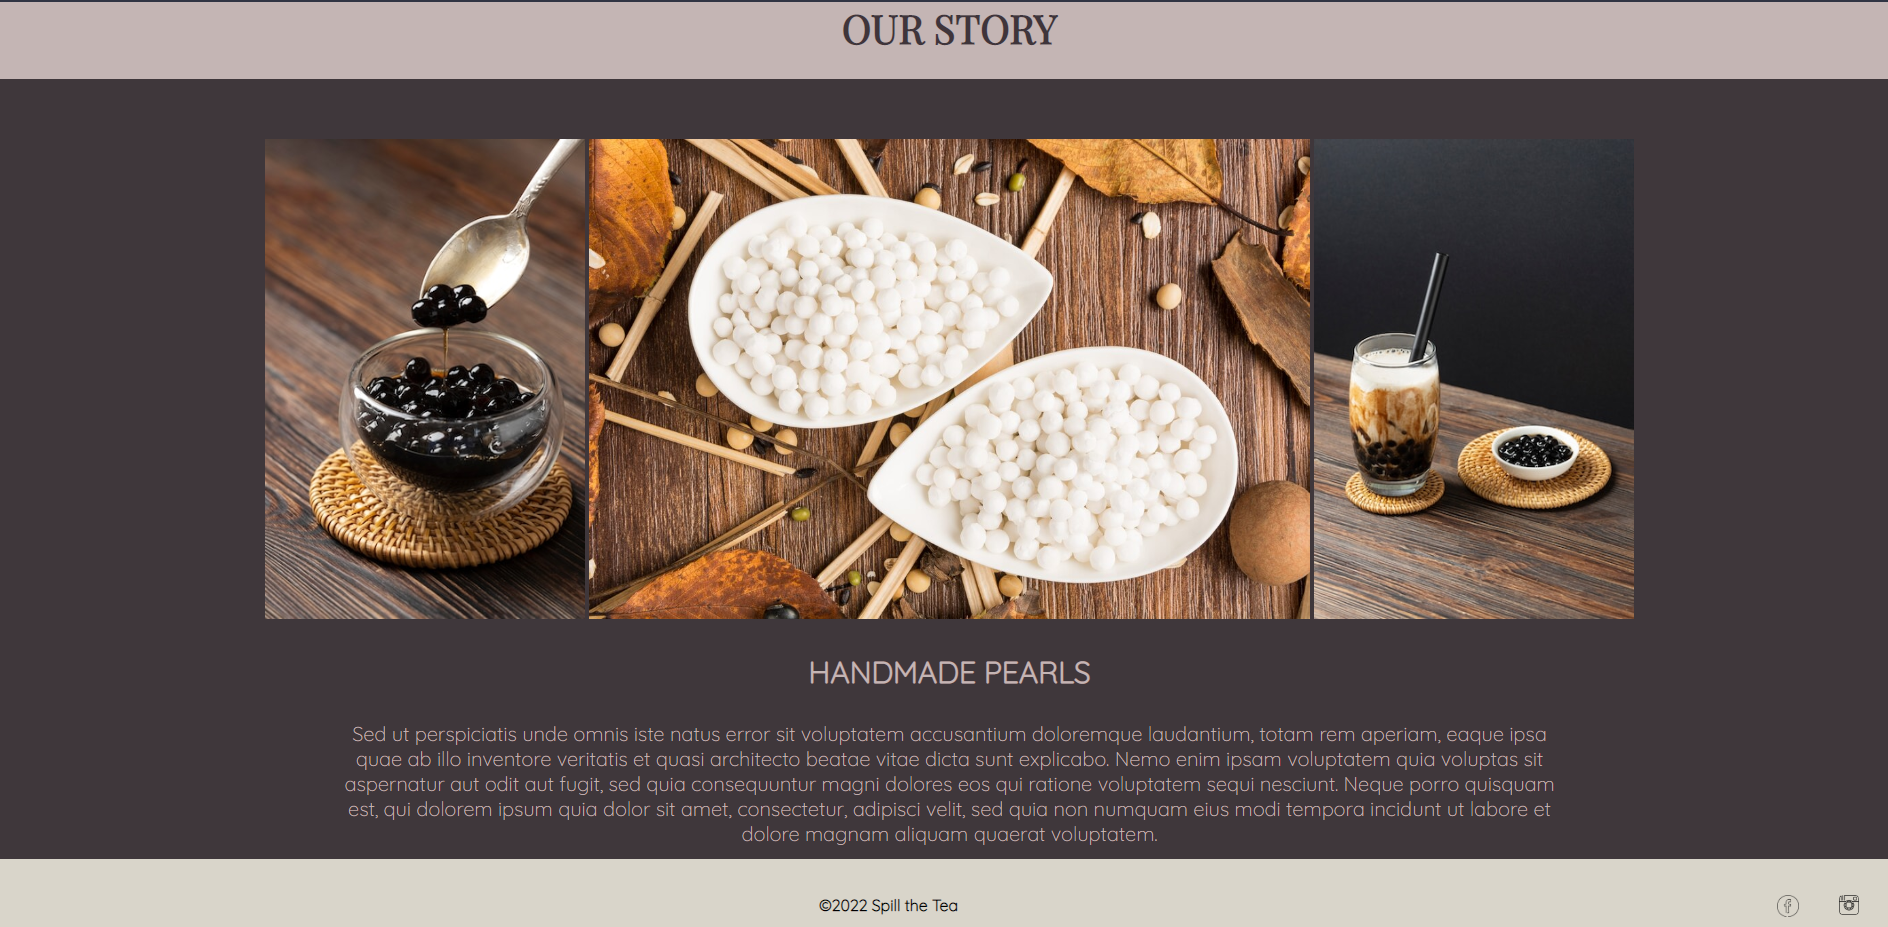 OUR STORY
HANDMADE PEARLS
Sed ut perspiciatis unde omnis iste natus error sit voluptatem accusantium doloremque laudantium, totam rem aperiam, eaque ipsa
quae ab illo inventore veritatis et quasi architecto beatae vitae dicta sunt explicabo. Nemo enim ipsam voluptatem quia voluptas sit
aspernatur aut odit aut fugit, sed quia consequuntur magni dolores eos qui ratione voluptatem sequi nesciunt. Neque porro quisquam
est, qui dolorem ipsum quia dolor sit amet, consectetur, adipisci velit, sed quia non numquam eius modi tempora incidunt ut labore et
dolore magnam aliquam quaerat voluptatem.
©2022 Spill the Tea